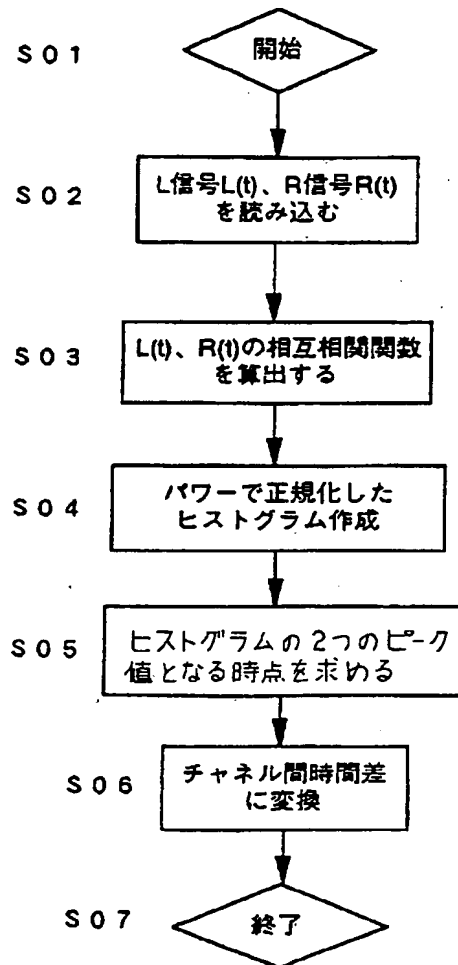 S01
開始
S02
L信号L(t)、R信号R(t)
を読み込む
S03
L(t)、R(t)の相互相関関数
を算出する
S04
パワーで正規化した
ヒストグラム作成
S05
ヒストグラムの2つのピーク
値となる時点を求める
S06
チャネル間時間差
に変換
S07
終了